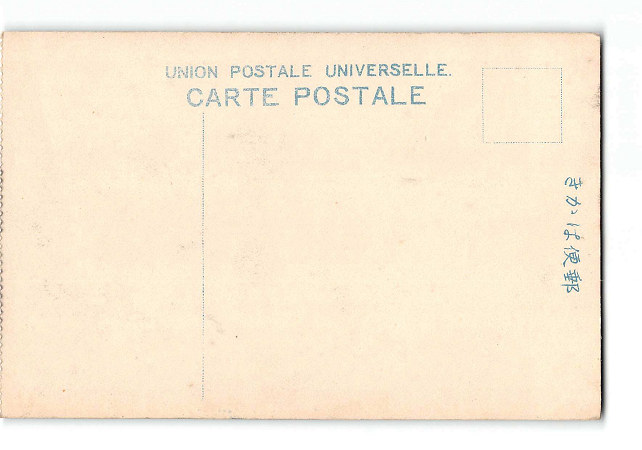 UNION POSTALE UNIVERSELLE.
CARTE POSTALE
きかは便郵